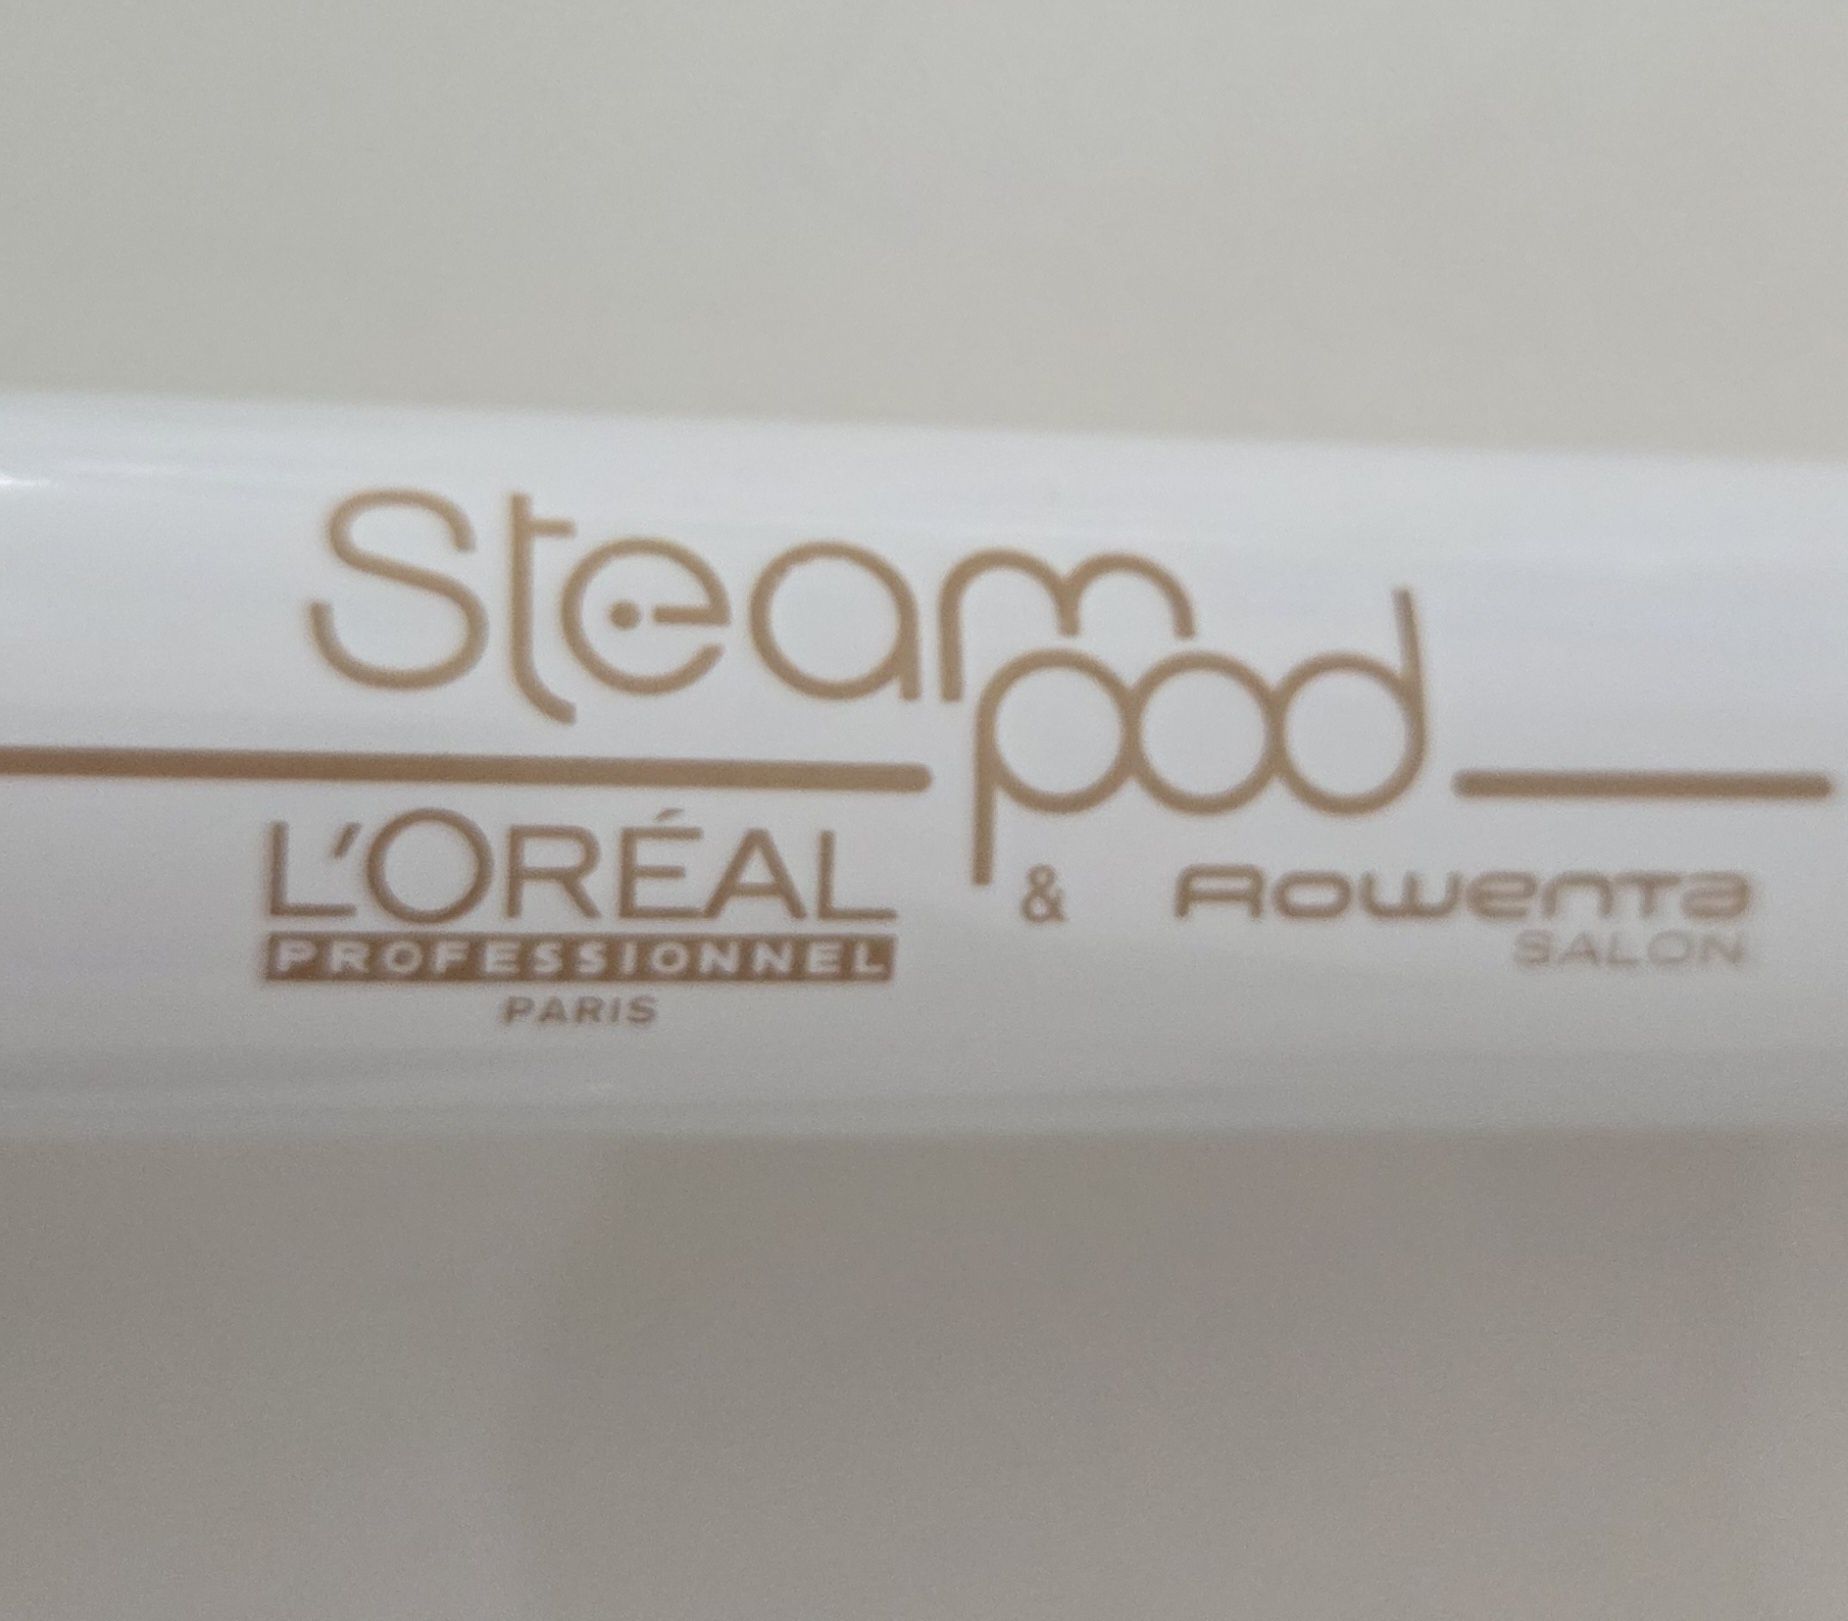 Steam
pod
L'ORÉAL & ROWENTA
PROFESSIONNEL SALON
PARIS